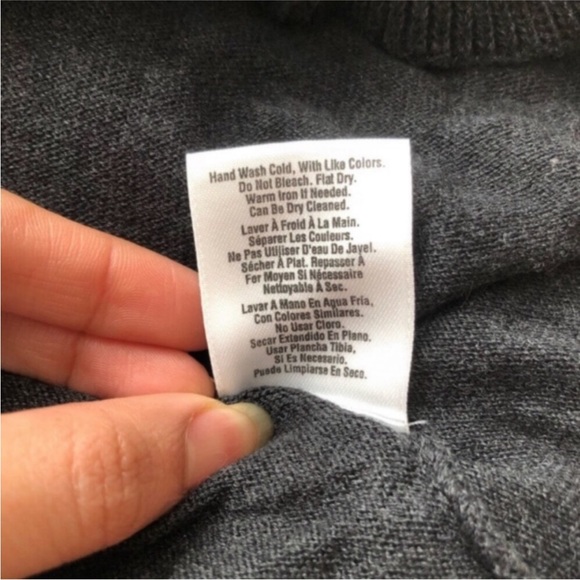 Hand Wash Cold, With Like Colors.
Do Not Bleach. Flat Dry.
Warm Iron If Needed.
Can Be Dry Cleaned.
Laver À Froid À La Main.
Séparer Les Couleurs.
Ne Pas Utiliser D'eau De Javel.
Sécher À Plat. Repasser À
Fer Moyen Si Nécessaire
Nettoyable À Sec.
Lavar A Mano En Agua Fria,
Con Colores Similares.
No Usar Cloro.
Secar Extendido En Plano.
Usar Plancha Tibia,
Si Es Necesario.
Puede Limpiarse En Seco.